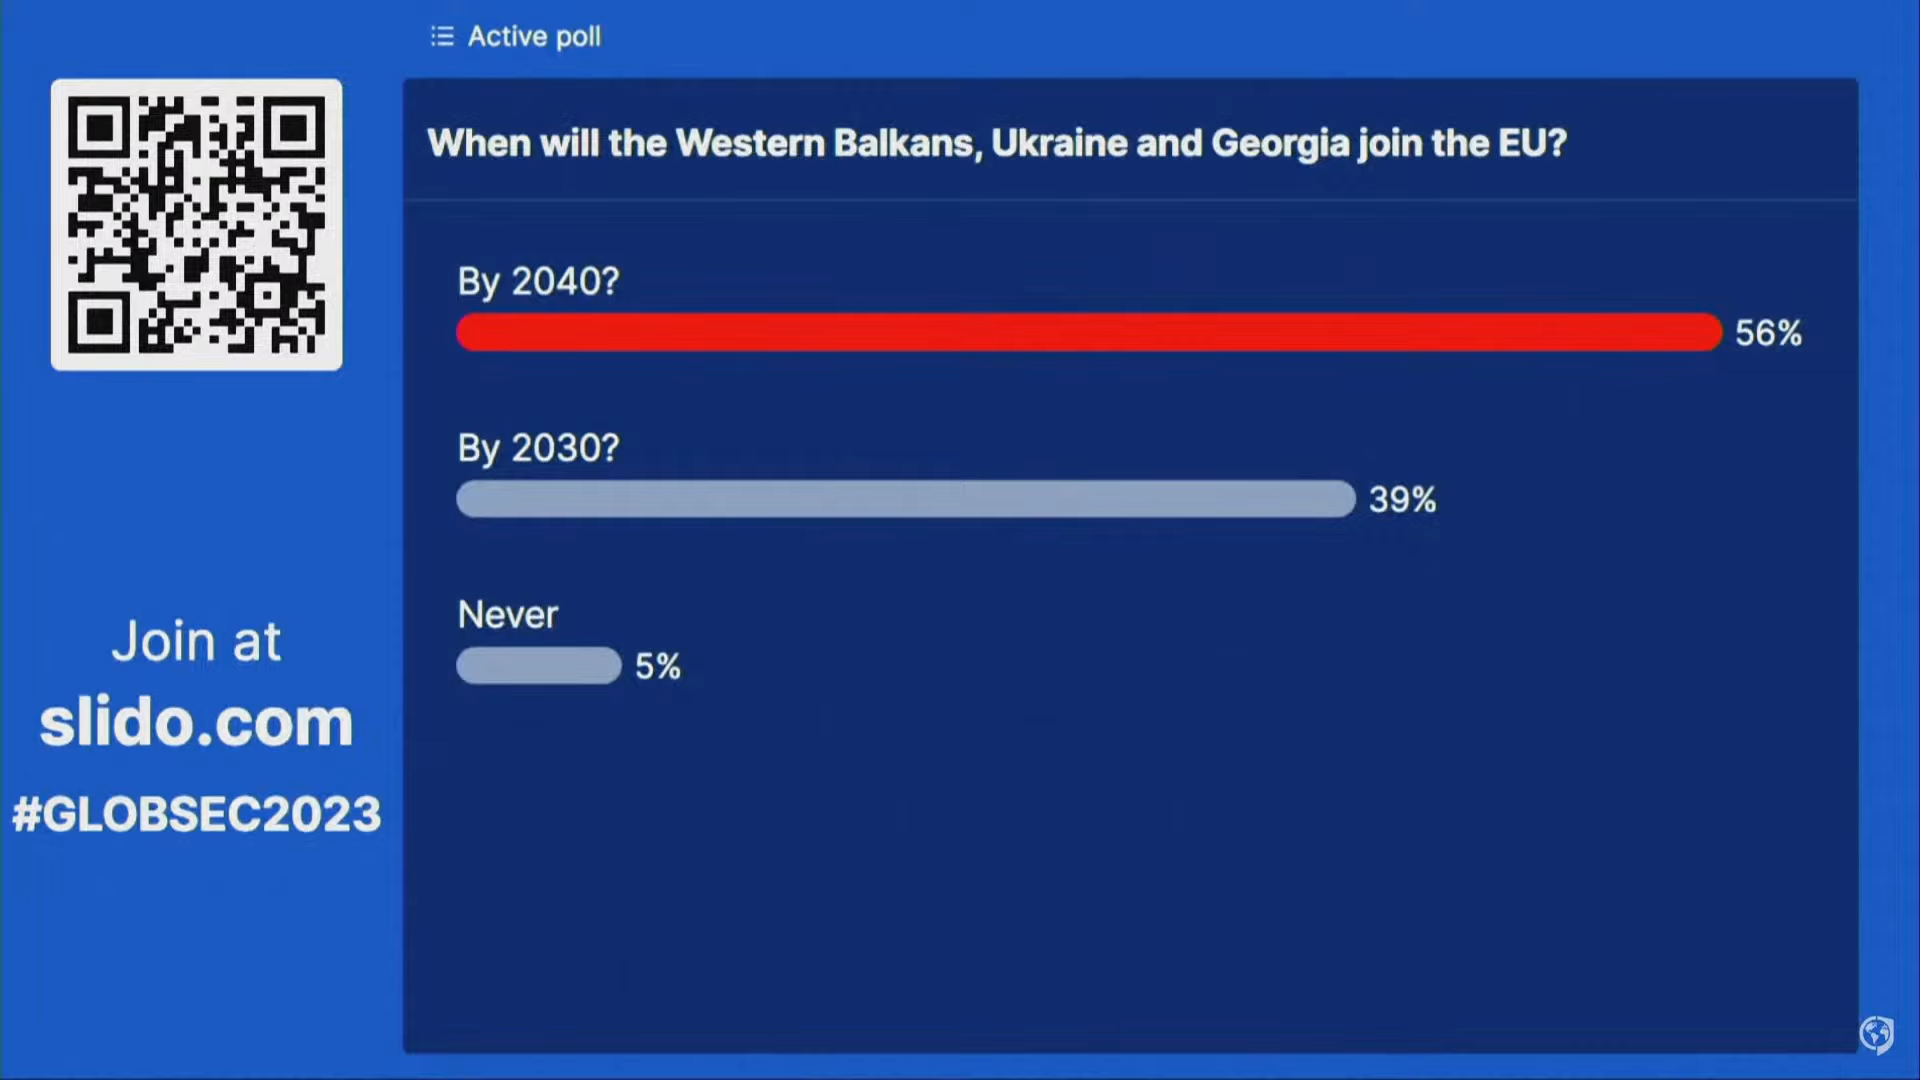 Active poll
When will the Western Balkans, Ukraine and Georgia join the EU?
By 2040?
56%
By 2030?
39%
Never
5%
Join at
slido.com
#GLOBSEC2023